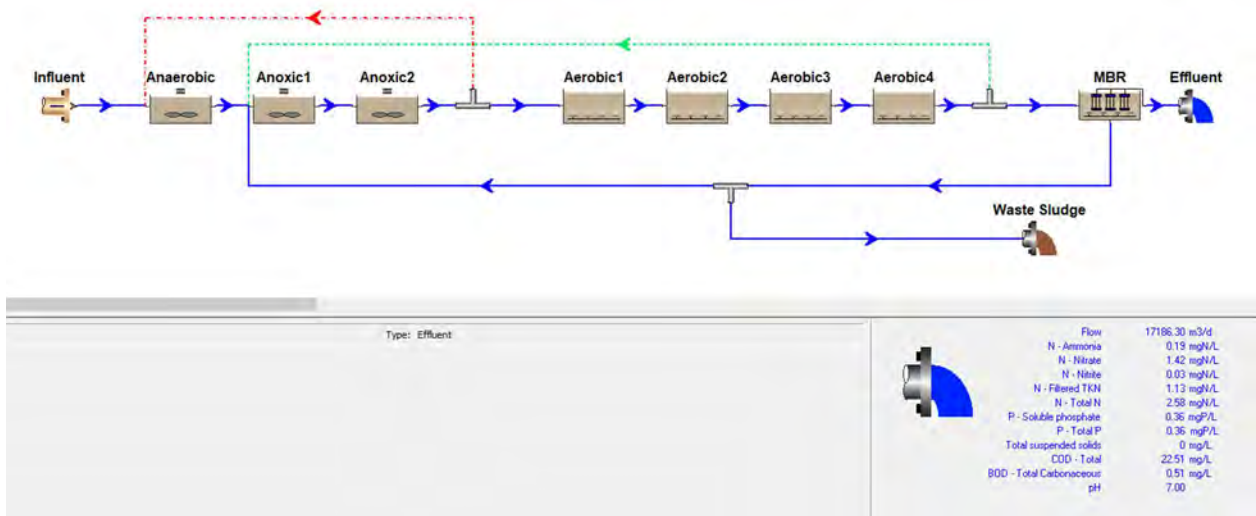 Influent Anaerobic Anoxic1 Anoxic2 Aerobic1 Aerobic2 Aerobic3 Aerobic4 MBR Effluent
Waste Sludge
Type: Effluent
Flow 17186.30 m3/d
N - Ammonia 0.19 mgN/L
N - Nitrate 1.42 mgN/L
N - Nitrite 0.03 mgN/L
N - Filtered TKN 1.13 mgN/L
N - Total N 2.58 mgN/L
P - Soluble phosphate 0.36 mgP/L
P - Total P 0.36 mgP/L
Total suspended solids 0 mg/L
COD - Total 22.51 mg/L
BOD - Total Carbonaceous 0.51 mg/L
pH 7.00